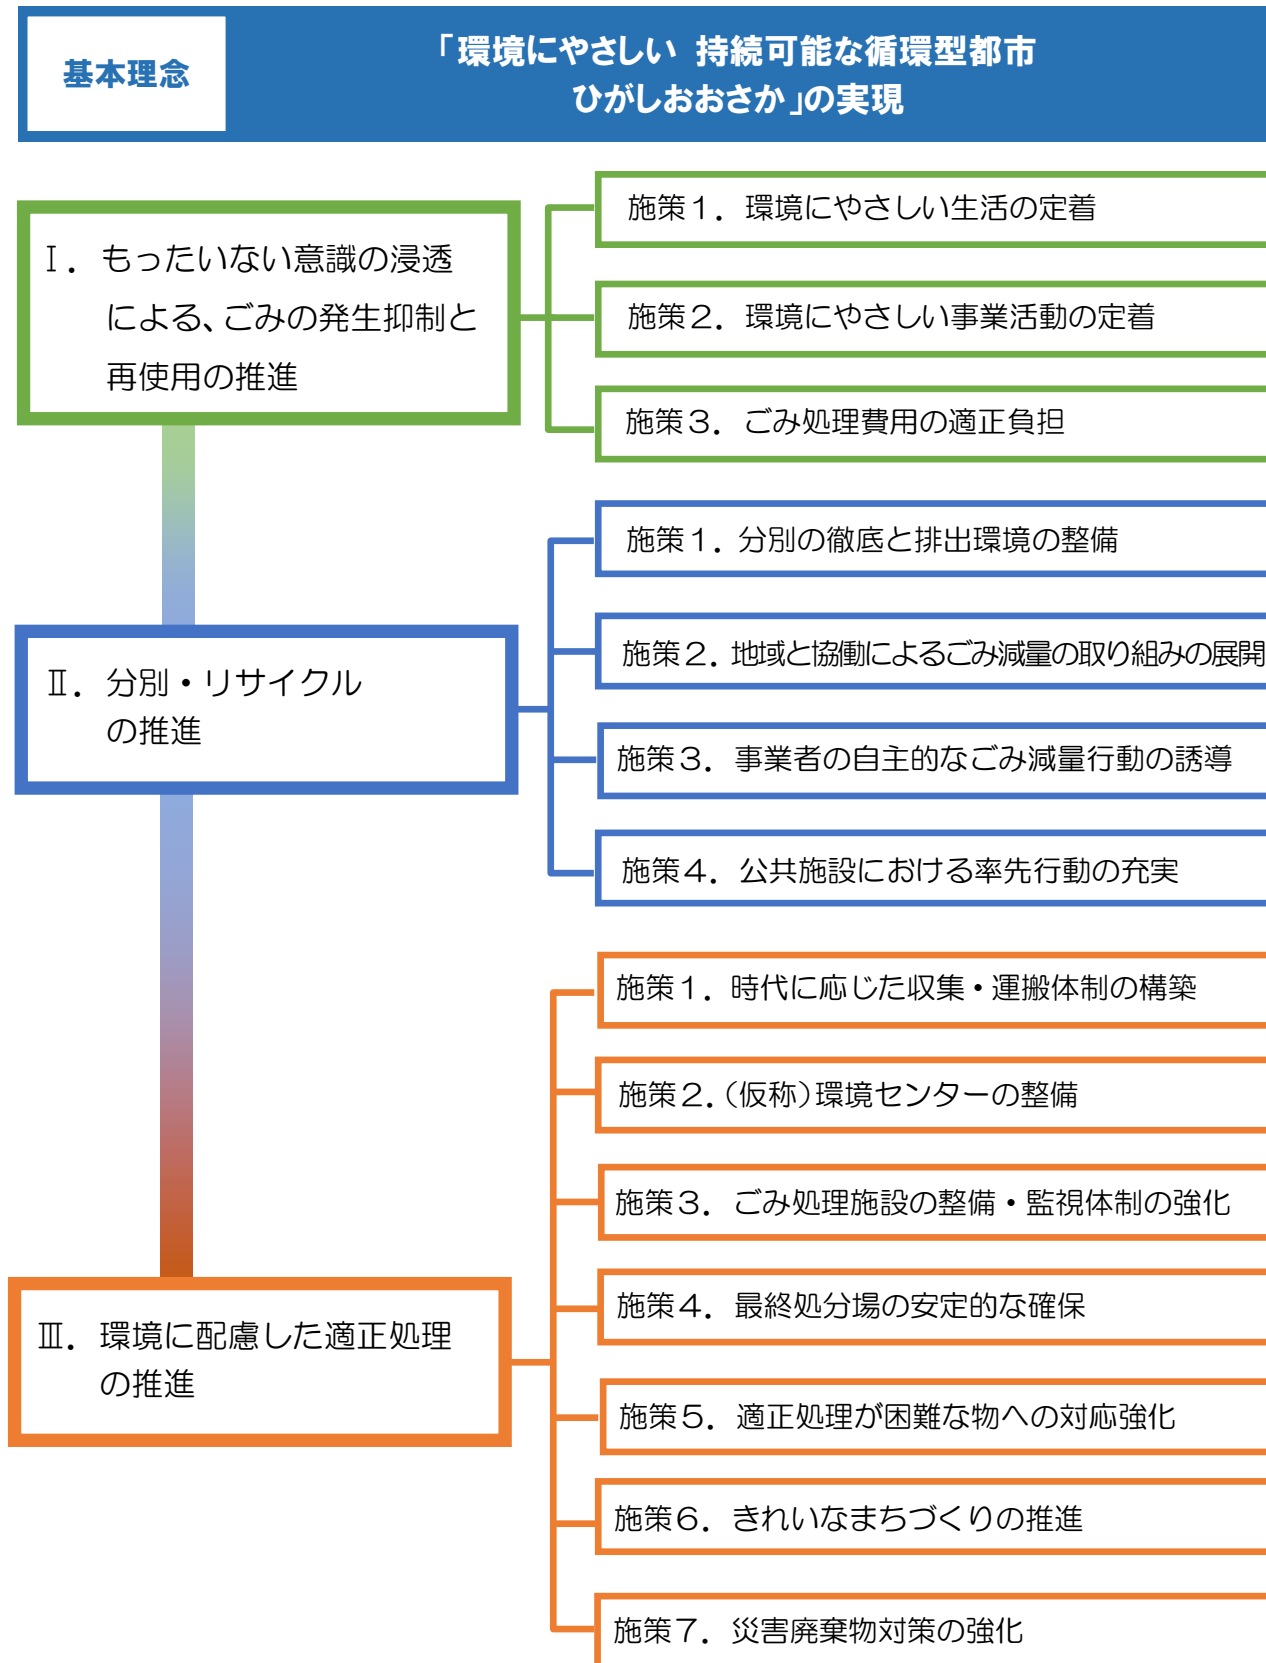 基本理念
「環境にやさしい 持続可能な循環型都市
ひがしおおさか」の実現
Ⅰ．もったいない意識の浸透
による、ごみの発生抑制と
再使用の推進
施策１．環境にやさしい生活の定着
施策２．環境にやさしい事業活動の定着
施策３．ごみ処理費用の適正負担
Ⅱ．分別・リサイクル
の推進
施策１．分別の徹底と排出環境の整備
施策２．地域と協働によるごみ減量の取り組みの展開
施策３．事業者の自主的なごみ減量行動の誘導
施策４．公共施設における率先行動の充実
Ⅲ．環境に配慮した適正処理
の推進
施策１．時代に応じた収集・運搬体制の構築
施策２．（仮称）環境センターの整備
施策３．ごみ処理施設の整備・監視体制の強化
施策４．最終処分場の安定的な確保
施策５．適正処理が困難な物への対応強化
施策６．きれいなまちづくりの推進
施策７．災害廃棄物対策の強化